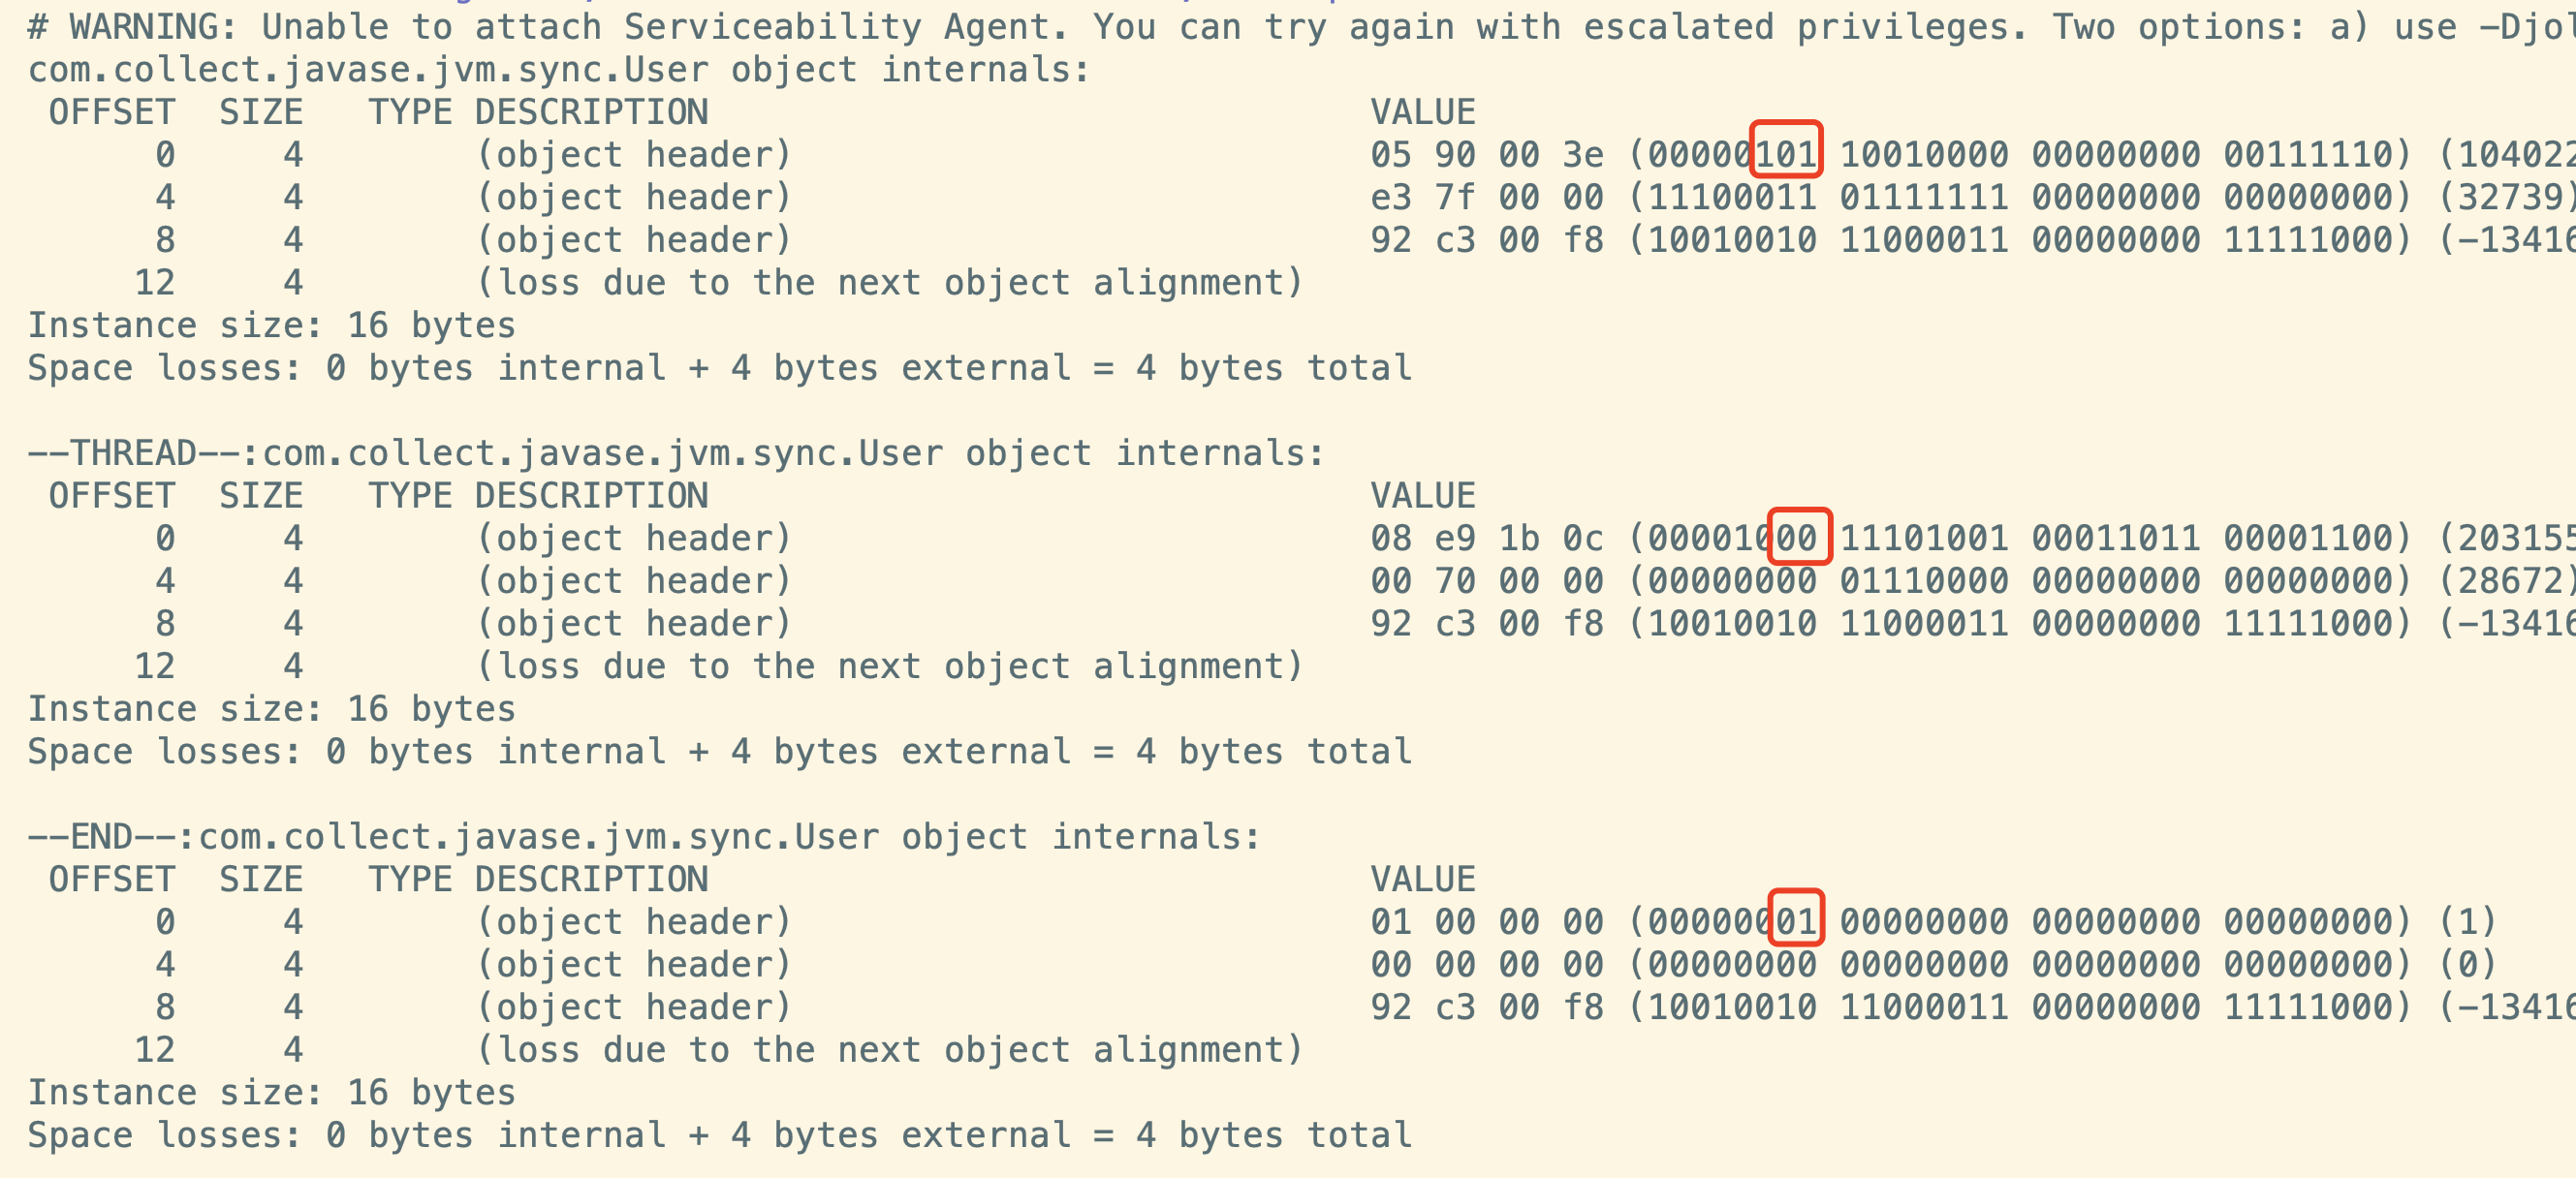 # WARNING: Unable to attach Serviceability Agent. You can try again with escalated privileges. Two options: a) use -Djol
com.collect.javase.jvm.sync.User object internals:
OFFSET SIZE TYPE DESCRIPTION VALUE
0 4 (object header) 05 90 00 3e (00000101 10010000 00000000 00111110) (104022
4 4 (object header) e3 7f 00 00 (11100011 01111111 00000000 00000000) (32739)
8 4 (object header) 92 c3 00 f8 (10010010 11000011 00000000 11111000) (-13416
12 4 (loss due to the next object alignment)
Instance size: 16 bytes
Space losses: 0 bytes internal + 4 bytes external = 4 bytes total
--THREAD--:com.collect.javase.jvm.sync.User object internals:
OFFSET SIZE TYPE DESCRIPTION VALUE
0 4 (object header) 08 e9 1b 0c (00001000 11101001 00011011 00001100) (203155
4 4 (object header) 00 70 00 00 (00000000 01110000 00000000 00000000) (28672)
8 4 (object header) 92 c3 00 f8 (10010010 11000011 00000000 11111000) (-13416
12 4 (loss due to the next object alignment)
Instance size: 16 bytes
Space losses: 0 bytes internal + 4 bytes external = 4 bytes total
--END--:com.collect.javase.jvm.sync.User object internals:
OFFSET SIZE TYPE DESCRIPTION VALUE
0 4 (object header) 01 00 00 00 (00000001 00000000 00000000 00000000) (1)
4 4 (object header) 00 00 00 00 (00000000 00000000 00000000 00000000) (0)
8 4 (object header) 92 c3 00 f8 (10010010 11000011 00000000 11111000) (-13416
12 4 (loss due to the next object alignment)
Instance size: 16 bytes
Space losses: 0 bytes internal + 4 bytes external = 4 bytes total